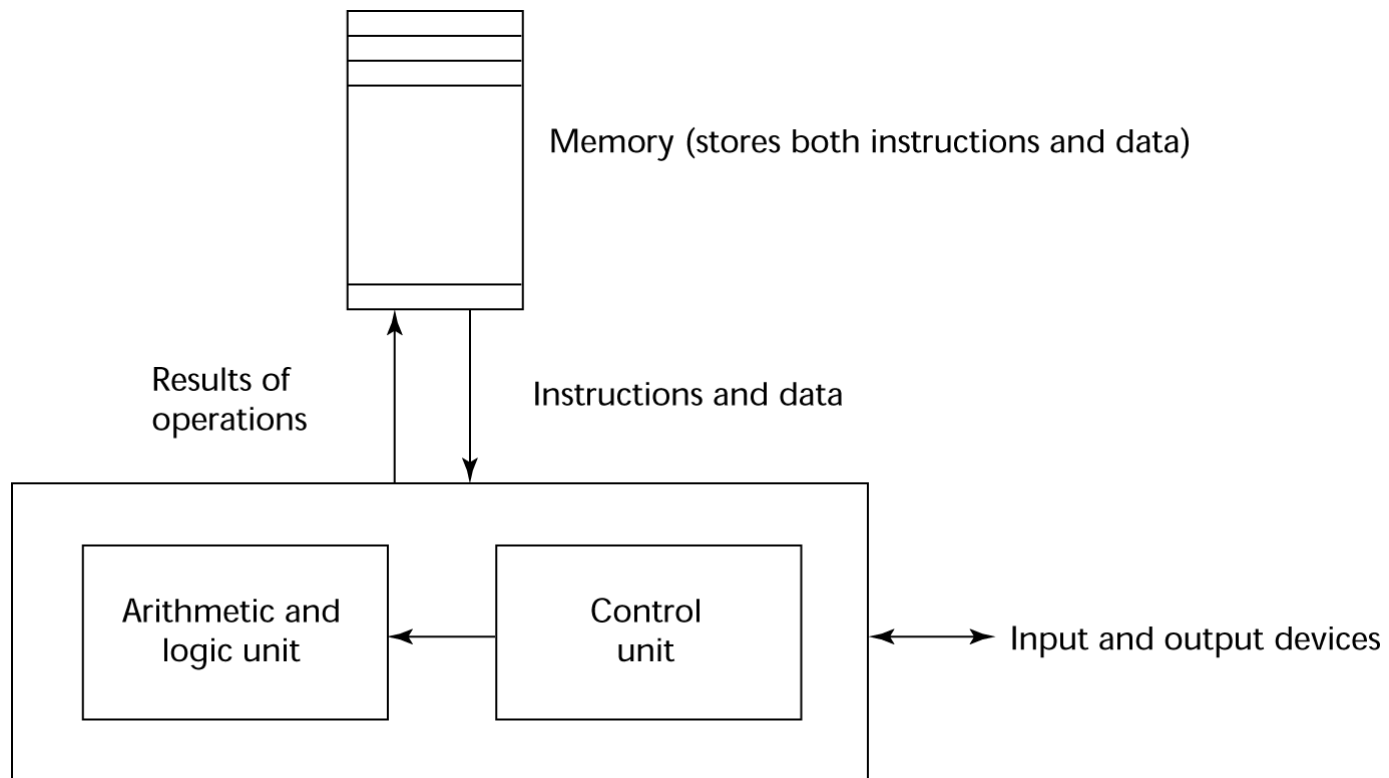 Memory (stores both instructions and data)
Results of
operations
Instructions and data
Arithmetic and
logic unit
Control
unit
Input and output devices